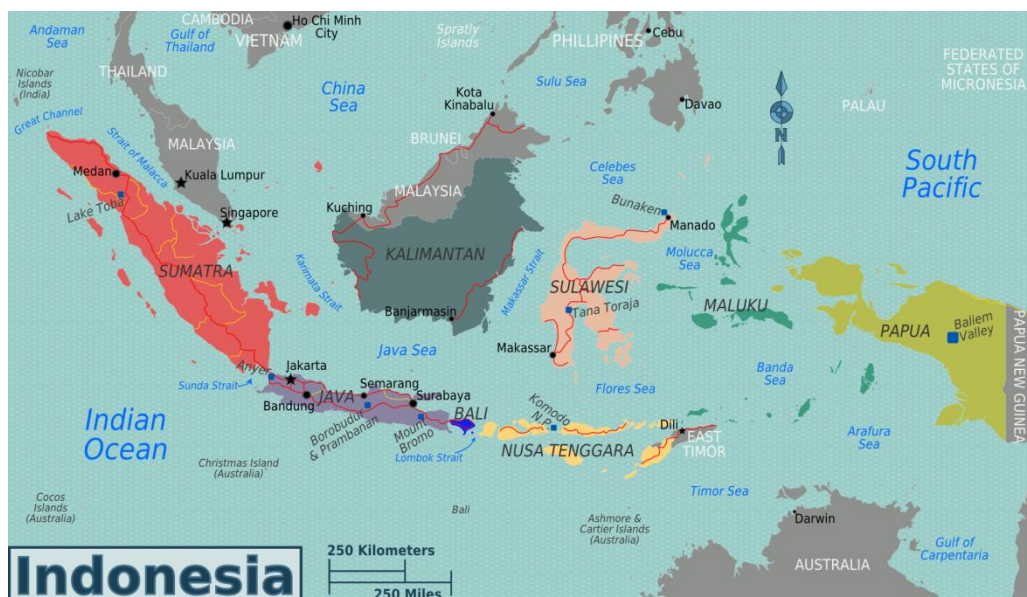 CAMBODIA
Ho Chi Minh
City
Andaman
Sea
Gulf of
Thailand
VIETNAM
Spratly
Islands
PHILLIPINES
Cebu
FEDERATED
STATES OF
MICRONESIA
THAILAND
Nicobar
Islands
(India)
China
Sea
Sulu Sea
Kota
Kinabalu
Davao
N
PALAU
Great Channel
Strait of Malacca
MALAYSIA
BRUNEI
Medan
Kuala Lumpur
Celebes
Sea
South
Pacific
MALAYSIA
Lake Toba
Singapore
Kuching
Bunaken
Manado
SUMATRA
Karimata Strait
KALIMANTAN
Makassar Strait
Molucca
Sea
SULAWESI
Tana Toraja
MALUKU
Banjarmasin
PAPUA
Baliem
Valley
PAPUA NEW GUINEA
Java Sea
Makassar
Anyer
Jakarta
Sunda Strait
Semarang
Flores Sea
Banda
Sea
JAVA
Bandung
Surabaya
BALI
Komodo
N.P.
Indian
Ocean
Borobudur
& Prambanan
Mount
Bromo
Dili
EAST
TIMOR
Arafura
Sea
Lombok Strait
NUSA TENGGARA
Christmas Island
(Australia)
Timor Sea
Cocos
Islands
(Australia)
Bali
Ashmore &
Cartier Islands
(Australia)
Darwin
Gulf of
Carpentaria
AUSTRALIA
Indonesia
250 Kilometers
250 Miles